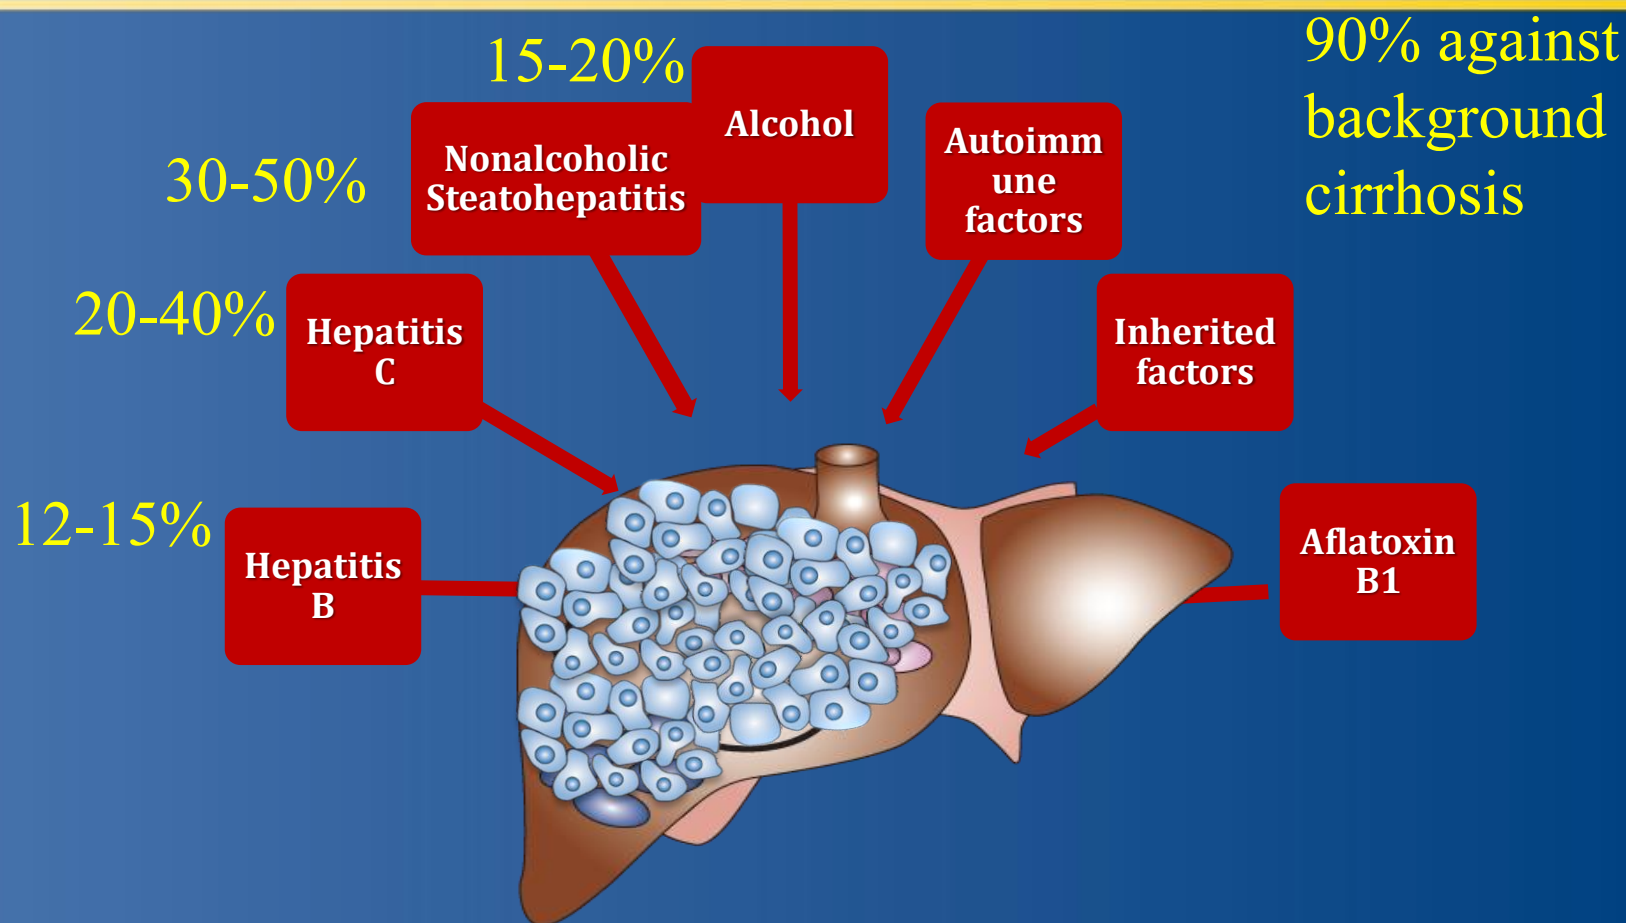 15-20%
Alcohol
90% against
background
cirrhosis
30-50%
Nonalcoholic
Steatohepatitis
Autoimm
une
factors
20-40%
Hepatitis
C
Inherited
factors
12-15%
Hepatitis
B
Aflatoxin
B1